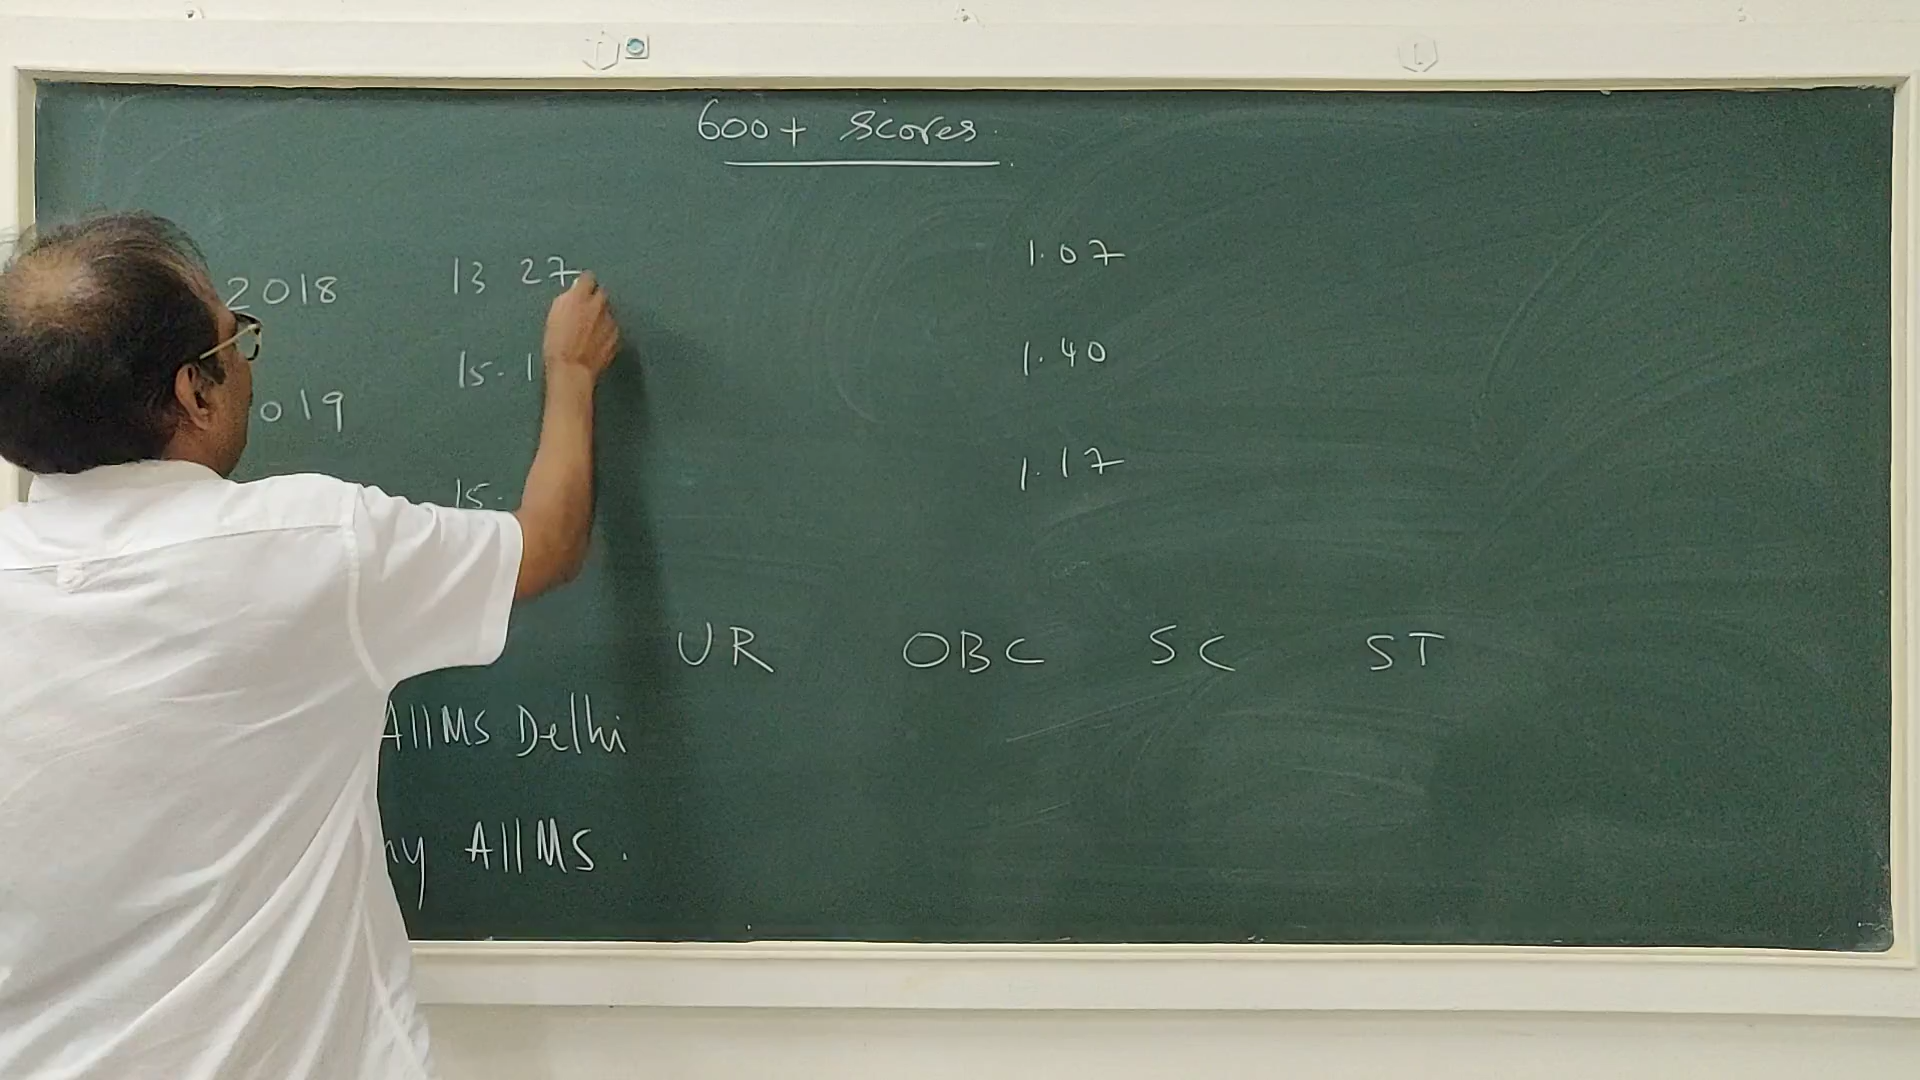 600+ Scores.
2018 13 27 1.07
15.1 1.40
019
15. 1.17
UR OBC SC ST
AIIMS Delhi
ny AIIMS.